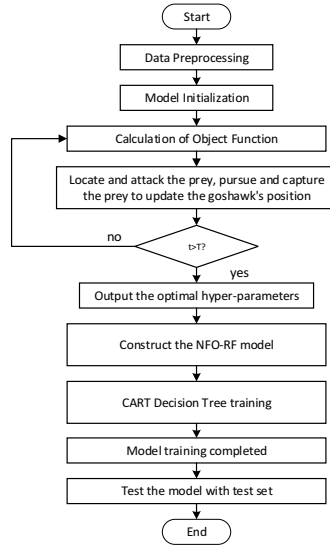 Start
Data Preprocessing
Model Initialization
Calculation of Object Function
Locate and attack the prey, pursue and capture
the prey to update the goshawk's position
no
t>T?
yes
Output the optimal hyper-parameters
Construct the NFO-RF model
CART Decision Tree training
Model training completed
Test the model with test set
End